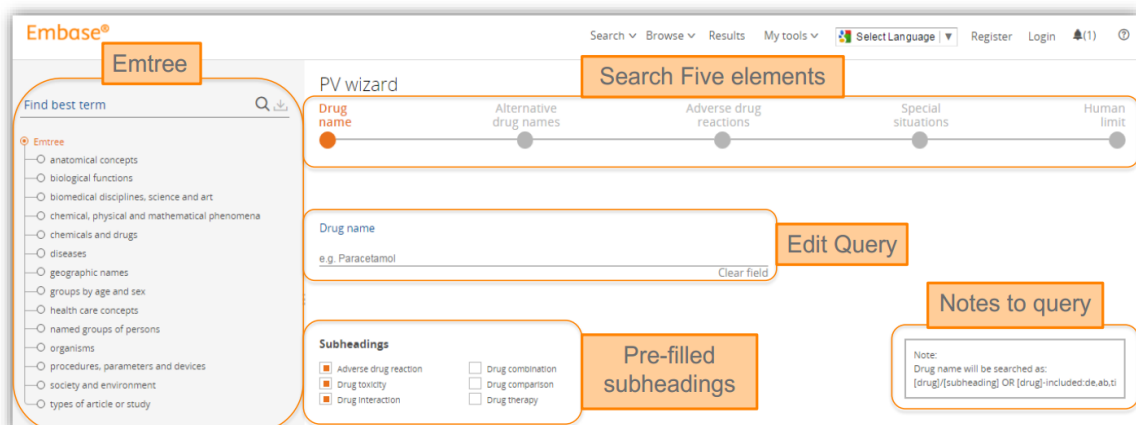 Embase®
Search Browse Results My tools Select Language ▼ Register Login (1)
Emtree
Find best term
Emtree
anatomical concepts
biological functions
biomedical disciplines, science and art
chemical, physical and mathematical phenomena
chemicals and drugs
diseases
geographic names
groups by age and sex
health care concepts
named groups of persons
organisms
procedures, parameters and devices
society and environment
types of article or study
PV wizard
Search Five elements
Drug name
Alternative drug names
Adverse drug reactions
Special situations
Human limit
Drug name
e.g. Paracetamol
Clear field
Edit Query
Subheadings
Adverse drug reaction
Drug toxicity
Drug interaction
Drug combination
Drug comparison
Drug therapy
Pre-filled
subheadings
Notes to query
Note:
Drug name will be searched as:
[drug]/[subheading] OR [drug]-included:de,ab,ti